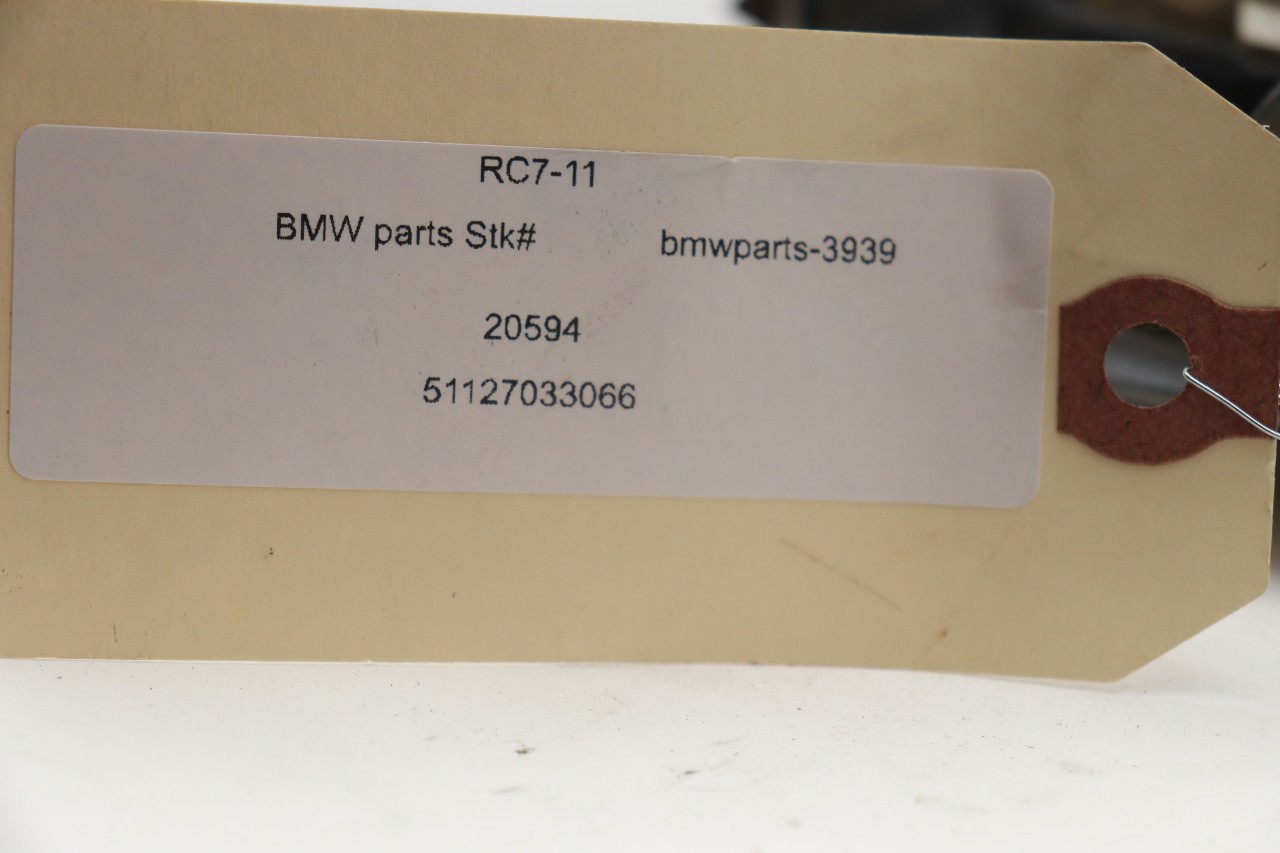 RC7-11
BMW parts Stk# bmwparts-3939
20594
51127033066